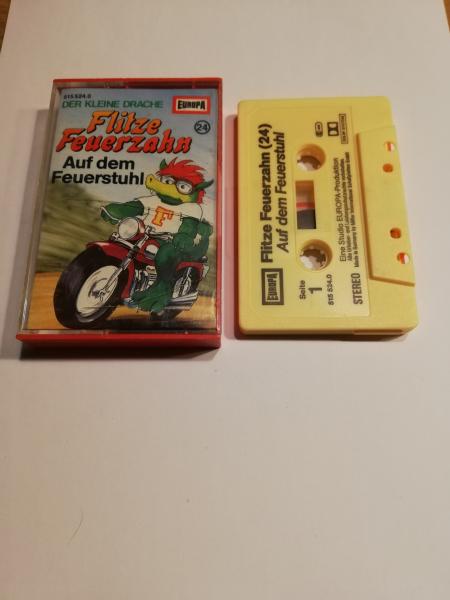 515 524.0
DER KLEINE DRACHE
EUROPA
Flitze
Feuerzahn
24
Auf dem
Feuerstuhl
F
Flitze Feuerzahn (24)
Auf dem Feuerstuhl
EUROPA
Seite
1
515 524.0
Eine Studio EUROPA-Produktion
STEREO